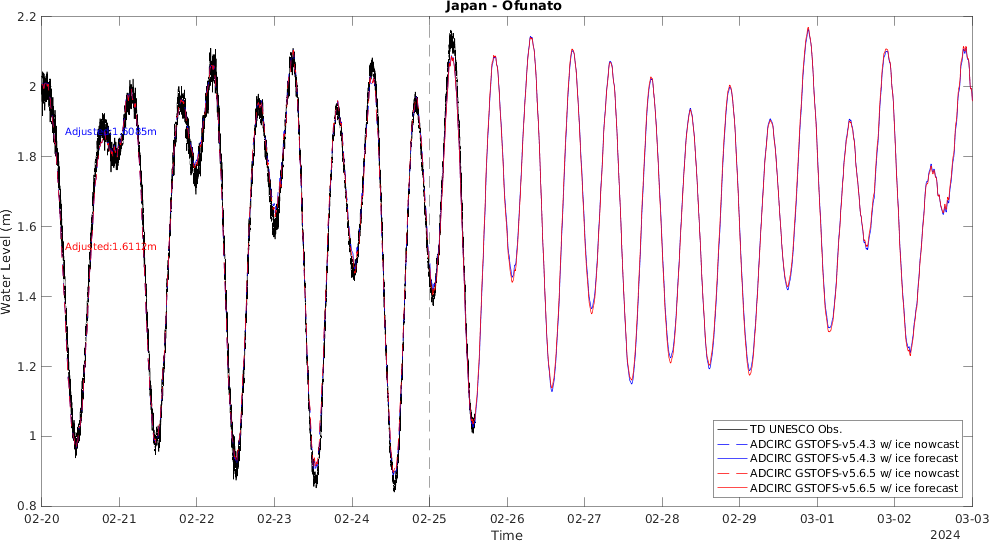 Japan - Ofunato
2.2
2
1.8
1.6
1.4
1.2
1
0.8
Water Level (m)
Adjusted:1.6085m
Adjusted:1.6112m
TD UNESCO Obs.
ADCIRC GSTOFS-v5.4.3 w/ ice nowcast
ADCIRC GSTOFS-v5.4.3 w/ ice forecast
ADCIRC GSTOFS-v5.6.5 w/ ice nowcast
ADCIRC GSTOFS-v5.6.5 w/ ice forecast
02-20 02-21 02-22 02-23 02-24 02-25 02-26 02-27 02-28 02-29 03-01 03-02 03-03
Time
2024